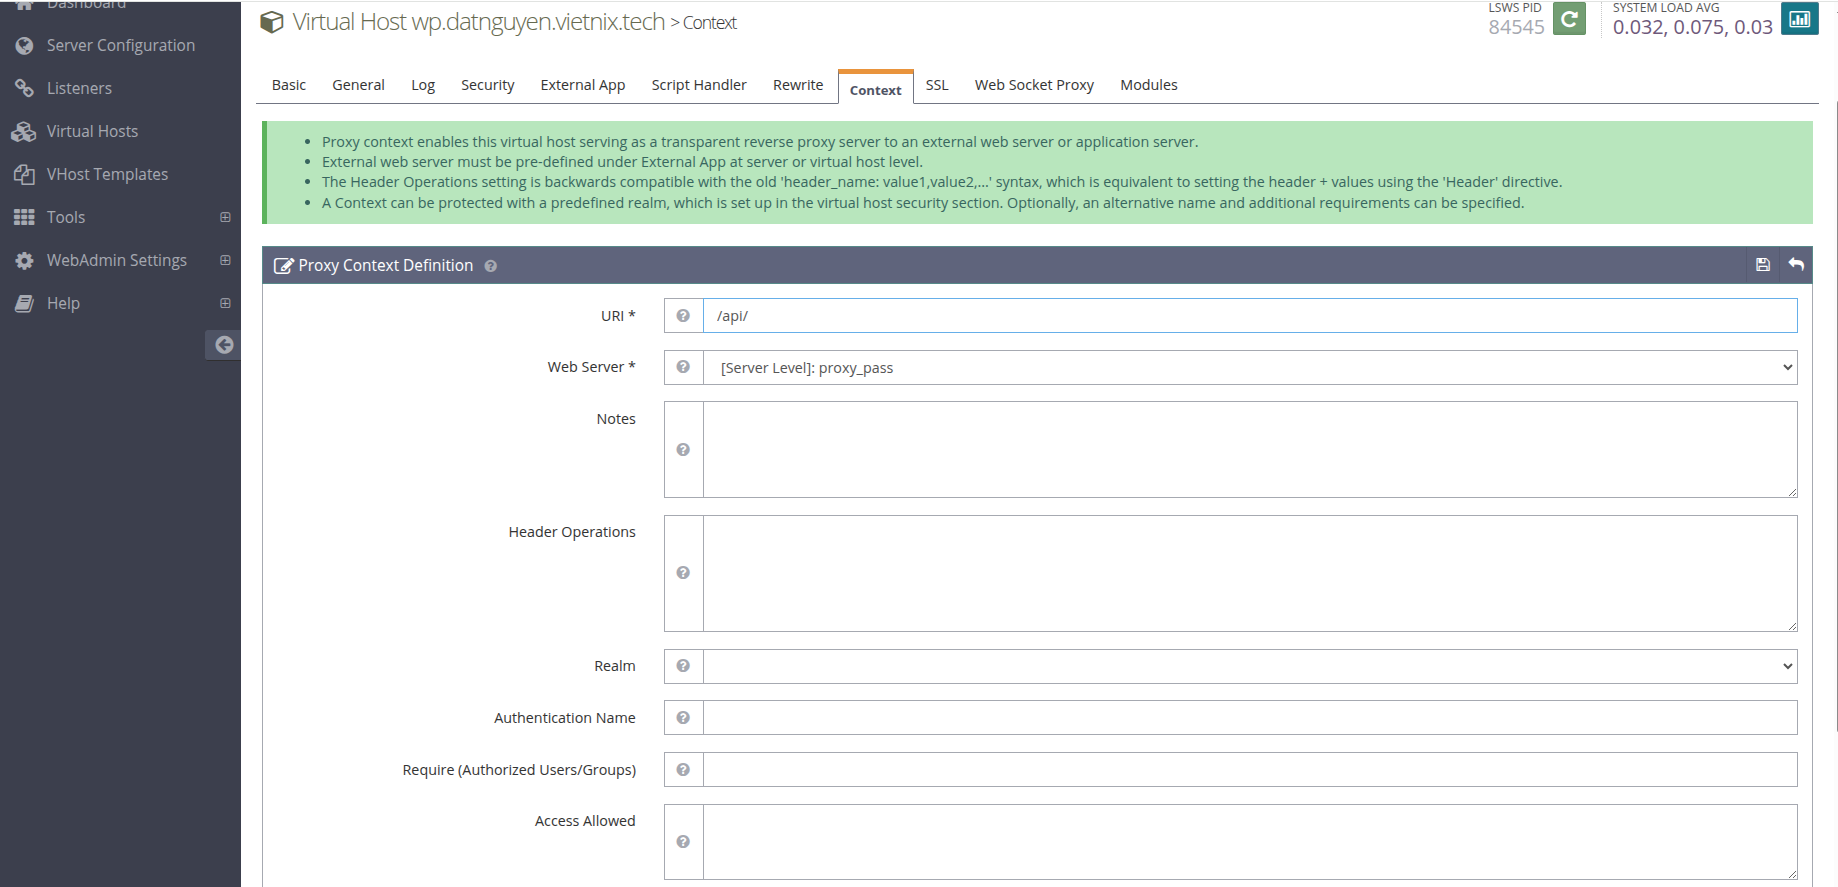 Dashboard
Server Configuration
Listeners
Virtual Hosts
VHost Templates
Tools
WebAdmin Settings
Help
Virtual Host wp.datnguyen.vietnix.tech > Context
LSWS PID
84545
SYSTEM LOAD AVG
0.032, 0.075, 0.03
Basic General Log Security External App Script Handler Rewrite Context SSL Web Socket Proxy Modules
• Proxy context enables this virtual host serving as a transparent reverse proxy server to an external web server or application server.
• External web server must be pre-defined under External App at server or virtual host level.
• The Header Operations setting is backwards compatible with the old 'header_name: value1,value2,...' syntax, which is equivalent to setting the header + values using the 'Header' directive.
• A Context can be protected with a predefined realm, which is set up in the virtual host security section. Optionally, an alternative name and additional requirements can be specified.
Proxy Context Definition
URI * /api/
Web Server * [Server Level]: proxy_pass
Notes
Header Operations
Realm
Authentication Name
Require (Authorized Users/Groups)
Access Allowed